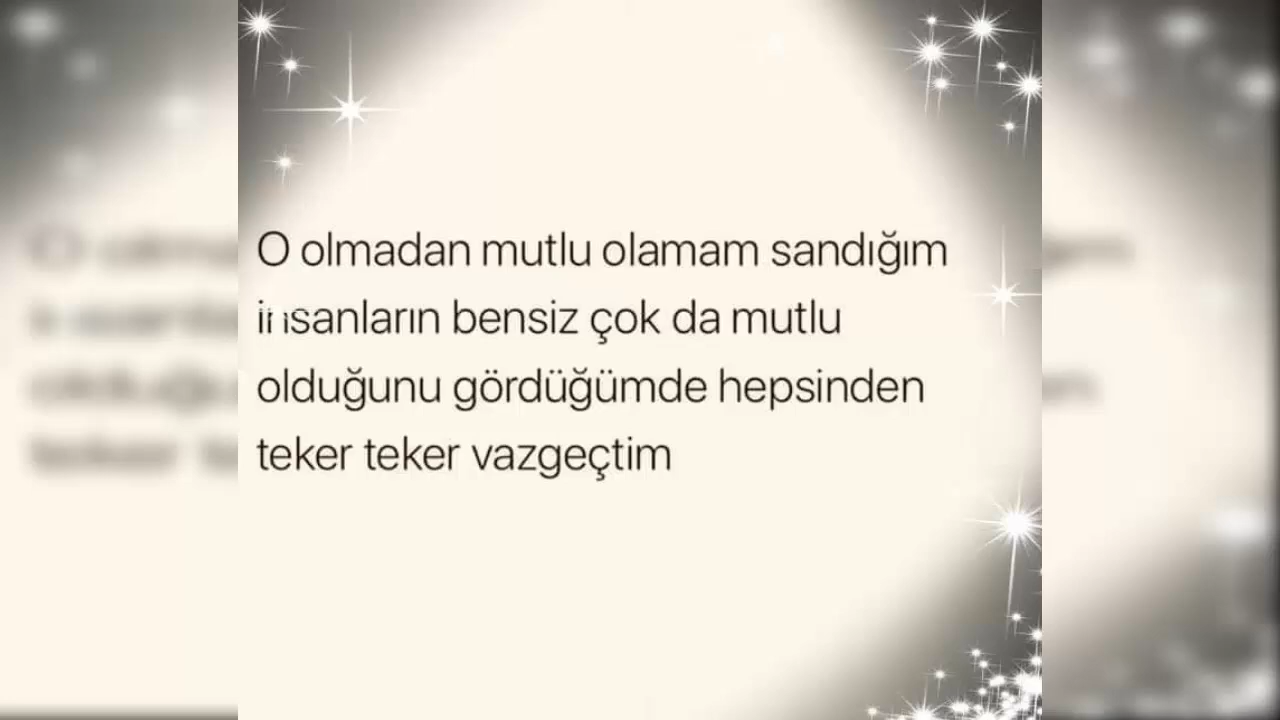 O olmadan mutlu olamam sandığım
insanların bensiz çok da mutlu
olduğunu gördüğümde hepsinden
teker teker vazgeçtim